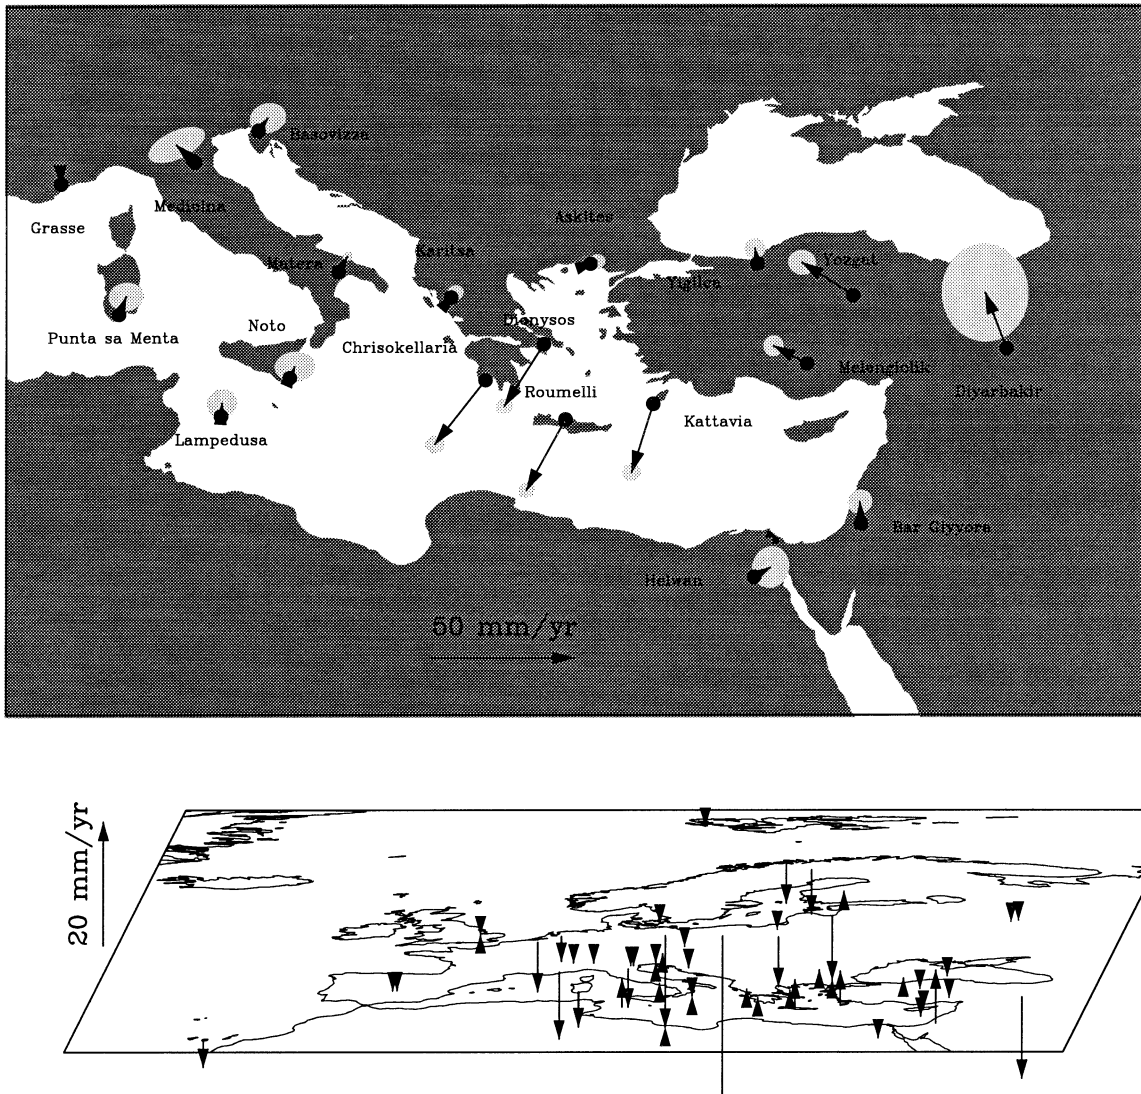 Basovizza
Medicina
Grasse
Askites
Matera
Karitsa
Yozgat
Yigilca
Noto
Dionysos
Punta sa Menta
Chrisokellaria
Melengiclik
Roumelli
Diyarbakir
Kattavia
Lampedusa
Bar Giyyora
Helwan
50 mm/yr
20 mm/yr